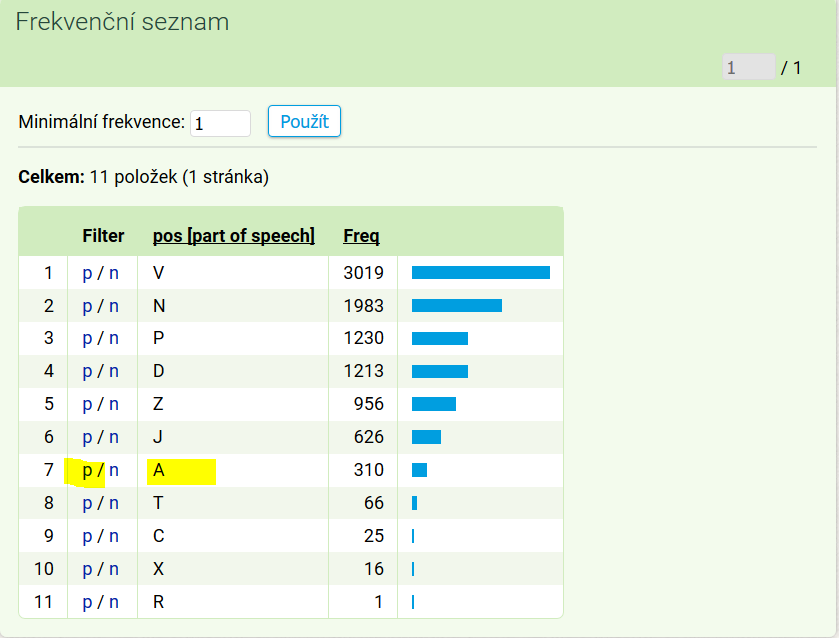 Frekvenční seznam
1 / 1
Minimální frekvence: 1 Použít
Celkem: 11 položek (1 stránka)
Filter pos [part of speech] Freq
1 p / n V 3019
2 p / n N 1983
3 p / n P 1230
4 p / n D 1213
5 p / n Z 956
6 p / n J 626
7 p / n A 310
8 p / n T 66
9 p / n C 25
10 p / n X 16
11 p / n R 1